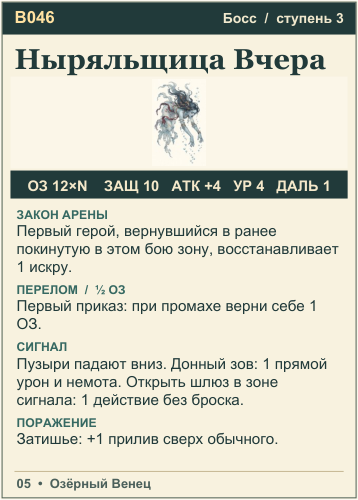 B046
Босс / ступень 3
Ныряльщица Вчера
ОЗ 12×N ЗАЩ 10 АТК +4 УР 4 ДАЛЬ 1
ЗАКОН АРЕНЫ
Первый герой, вернувшийся в ранее
покинутую в этом бою зону, восстанавливает
1 искру.
ПЕРЕЛОМ / ½ ОЗ
Первый приказ: при промахе верни себе 1
ОЗ.
СИГНАЛ
Пузыри падают вниз. Донный зов: 1 прямой
урон и немота. Открыть шлюз в зоне
сигнала: 1 действие без броска.
ПОРАЖЕНИЕ
Затишье: +1 прилив сверх обычного.
05 • Озёрный Венец